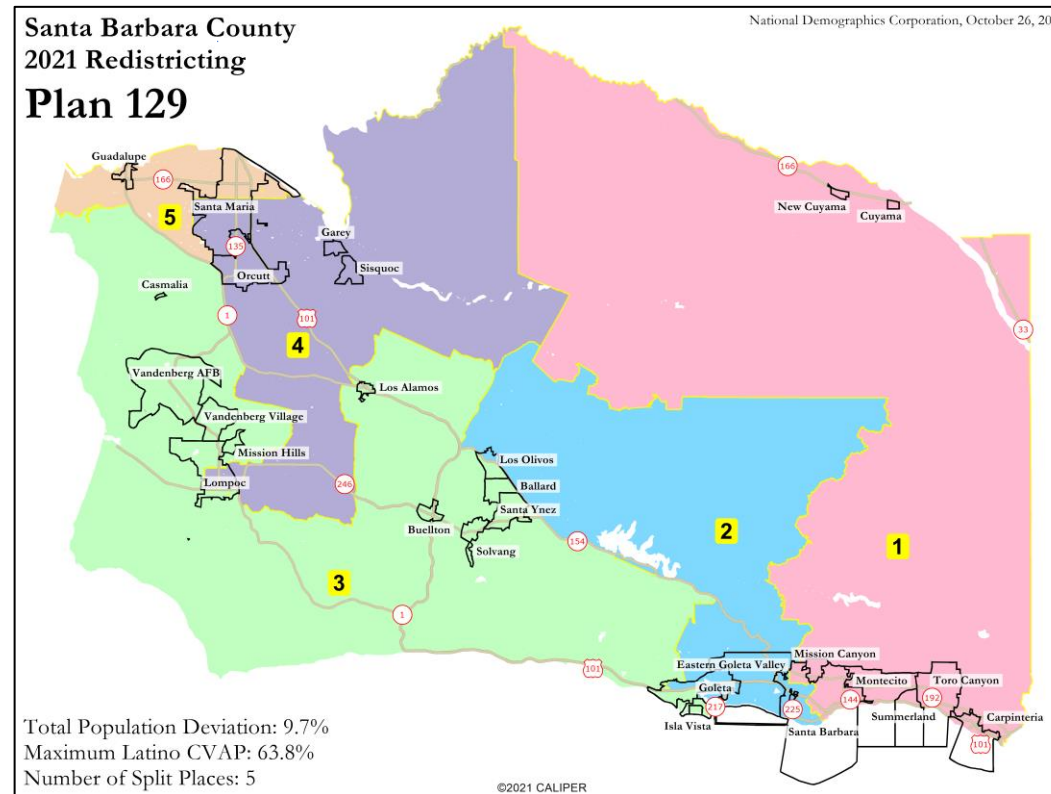 Santa Barbara County
2021 Redistricting
Plan 129
National Demographics Corporation, October 26, 20
Guadalupe
166
5
Santa Maria
135
Orcutt
Garey
Sisquoc
Casmalia
1
101
4
166
New Cuyama
Cuyama
33
Vandenberg AFB
Los Alamos
Vandenberg Village
Mission Hills
Lompoc
246
Los Olivos
Ballard
Santa Ynez
Buellton
Solvang
154
2
1
3
1
101
Mission Canyon
Eastern Goleta Valley
Montecito
Toro Canyon
Goleta
217
225
144
192
Isla Vista
Santa Barbara
Summerland
Carpinteria
101
Total Population Deviation: 9.7%
Maximum Latino CVAP: 63.8%
Number of Split Places: 5
©2021 CALIPER